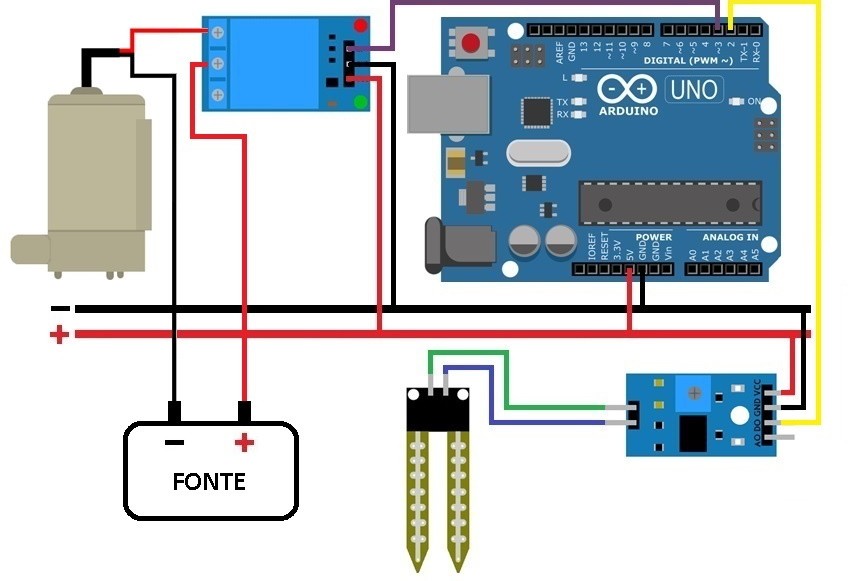 AREF
GND
13
12
~11
~10
~9
8
7
~6
~5
4
~3
2
TX-1
RX-0
DIGITAL (PWM ~)
L
TX
RX
ARDUINO
UNO
ON
POWER
ANALOG IN
IOREF
RESET
3.3V
5V
GND
GND
Vin
A0
A1
A2
A3
A4
A5
−
+
AO DO GND VCC
− +
FONTE